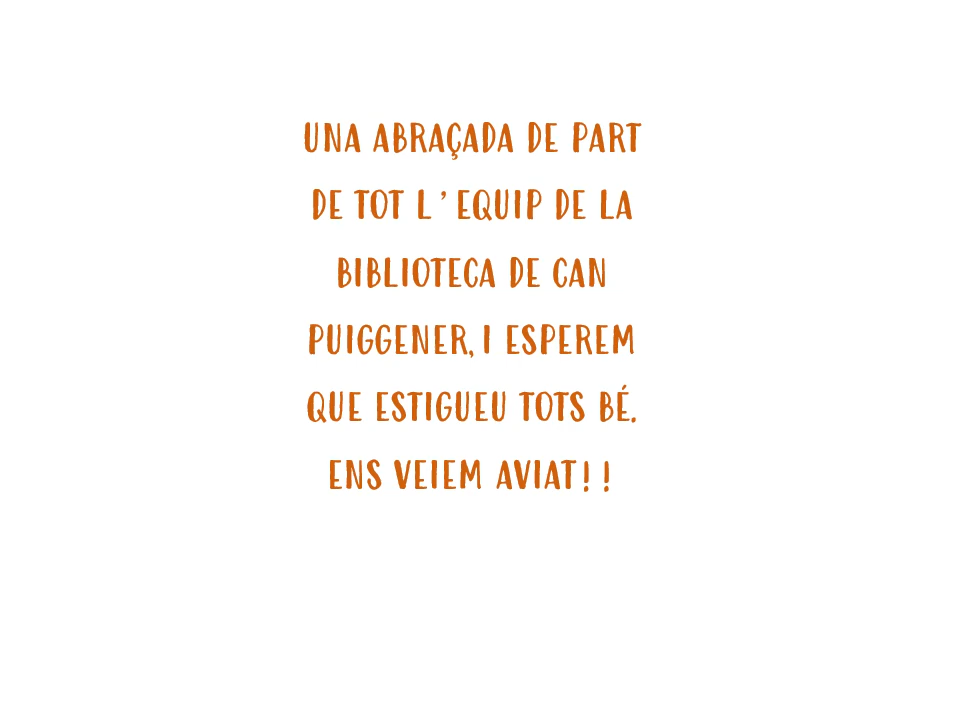 UNA ABRAÇADA DE PART
DE TOT L'EQUIP DE LA
BIBLIOTECA DE CAN
PUIGGENER, I ESPEREM
QUE ESTIGUEU TOTS BÉ.
ENS VEIEM AVIAT!!